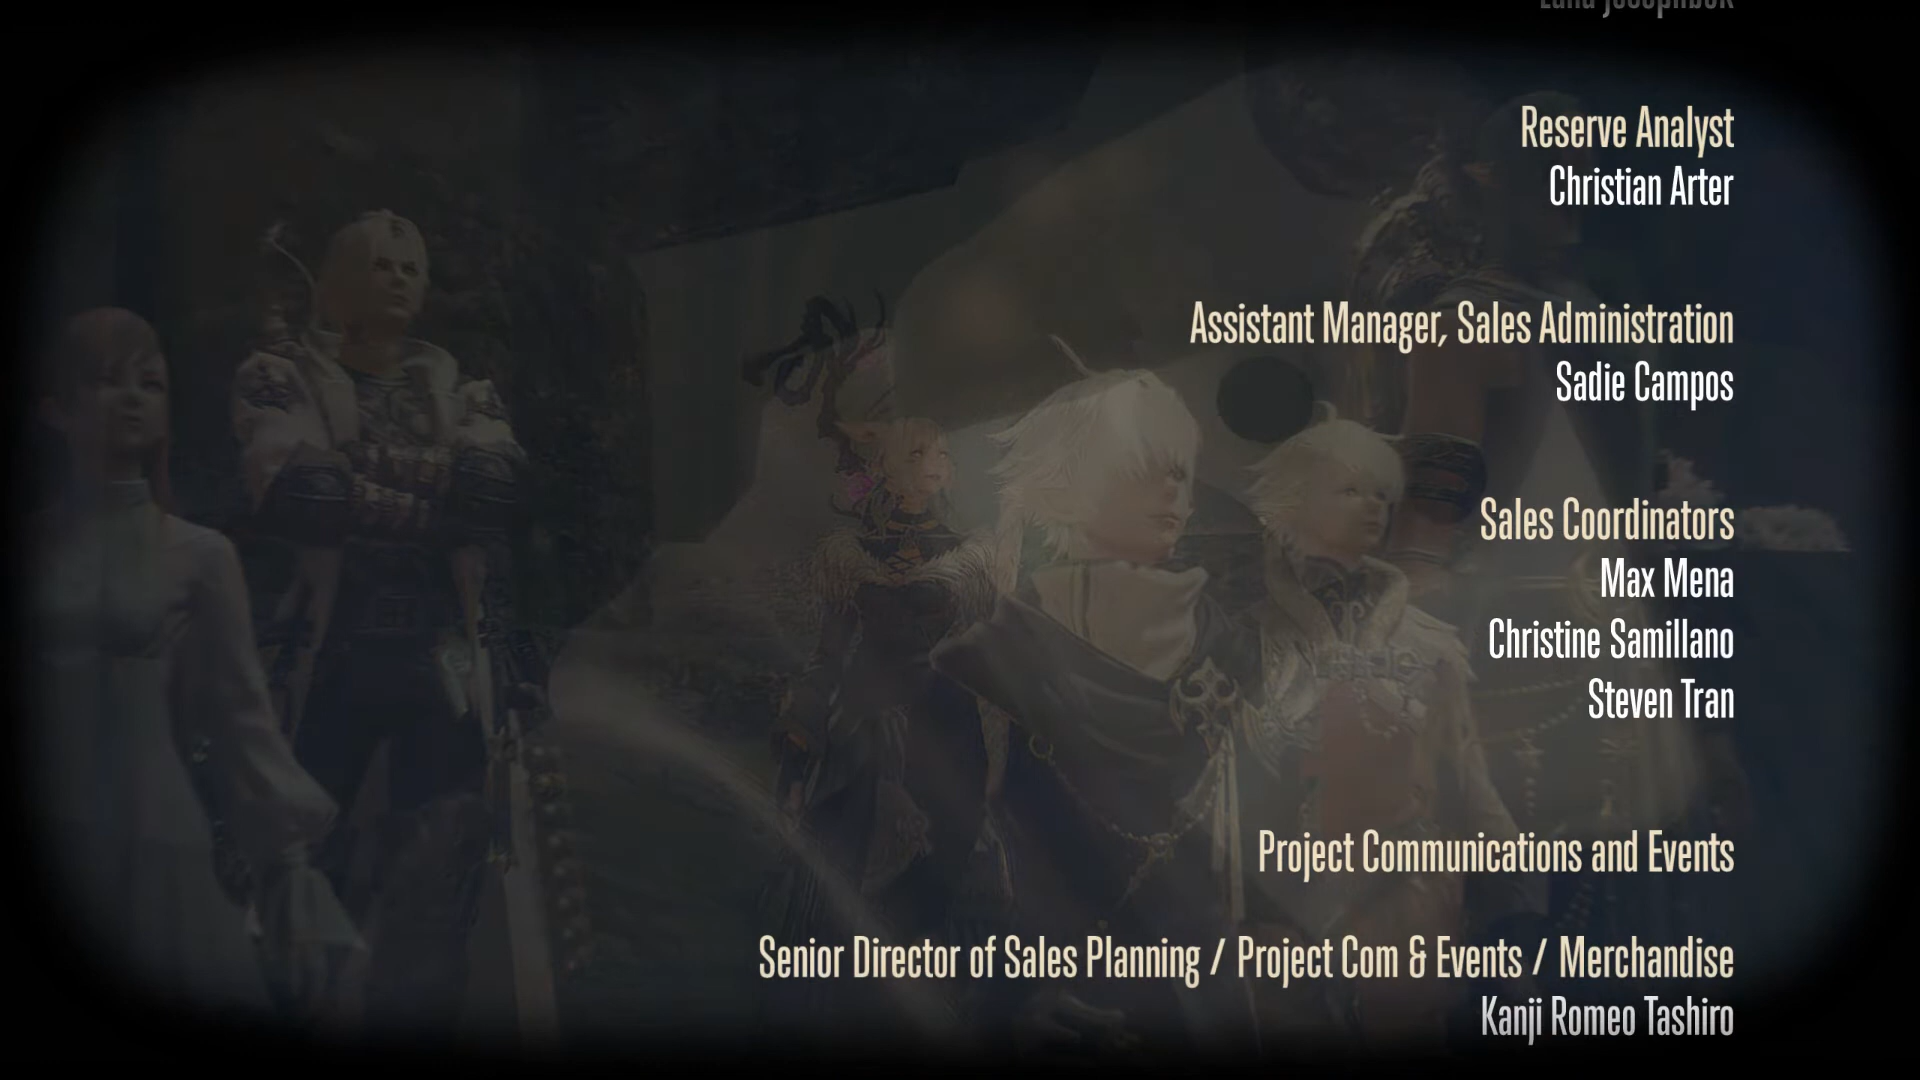 Reserve Analyst
Christian Arter
Assistant Manager, Sales Administration
Sadie Campos
Sales Coordinators
Max Mena
Christine Samillano
Steven Tran
Project Communications and Events
Senior Director of Sales Planning / Project Com & Events / Merchandise
Kanji Romeo Tashiro